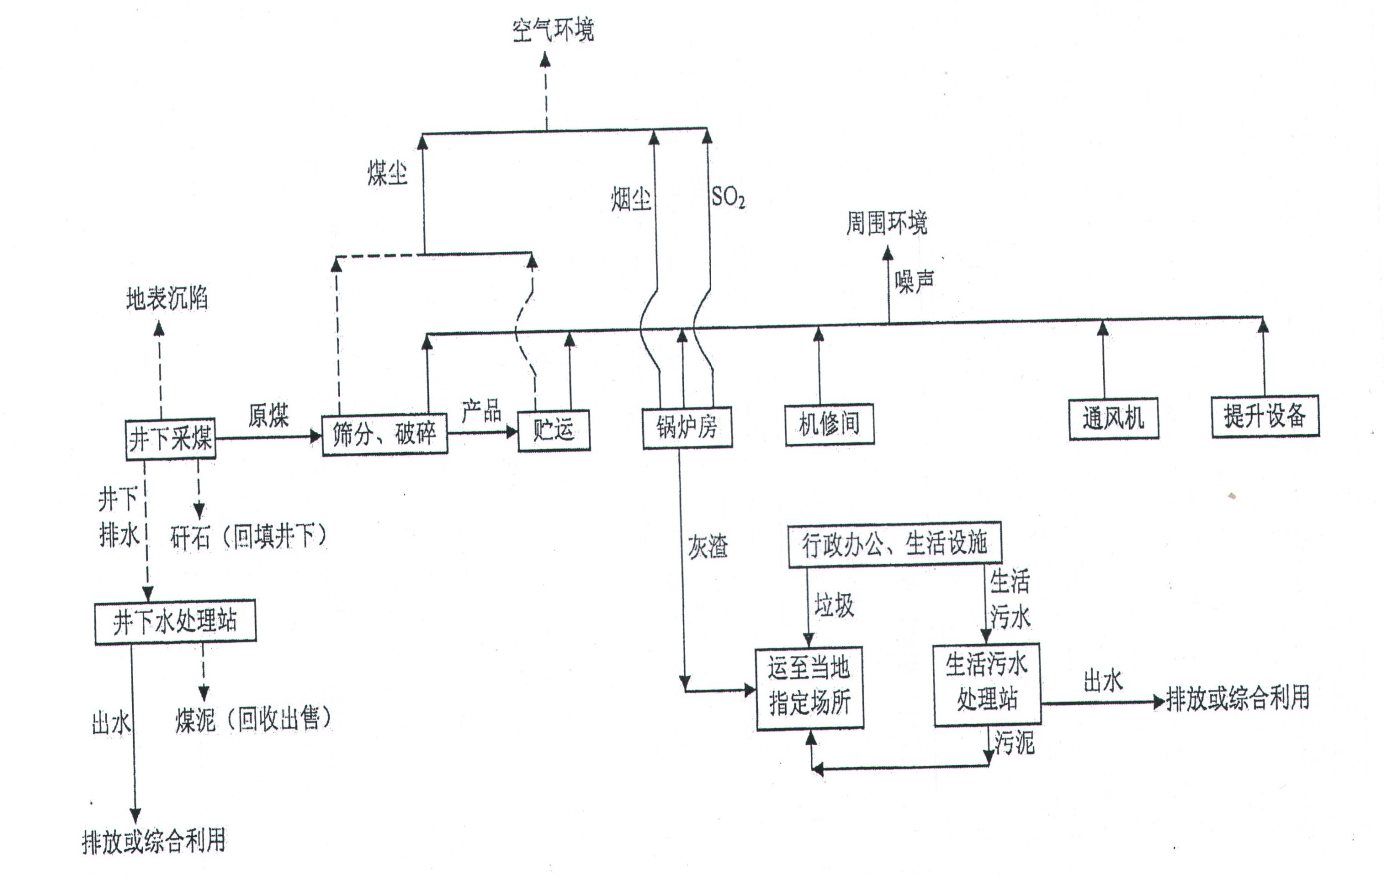 空气环境
煤尘
烟尘
SO₂
周围环境
噪声
地表沉陷
井下采煤
原煤
筛分、破碎
产品
贮运
锅炉房
机修间
通风机
提升设备
井下
排水
矸石（回填井下）
灰渣
行政办公、生活设施
垃圾
生活
污水
井下水处理站
运至当地
指定场所
生活污水
处理站
出水
排放或综合利用
出水
煤泥（回收出售）
污泥
排放或综合利用